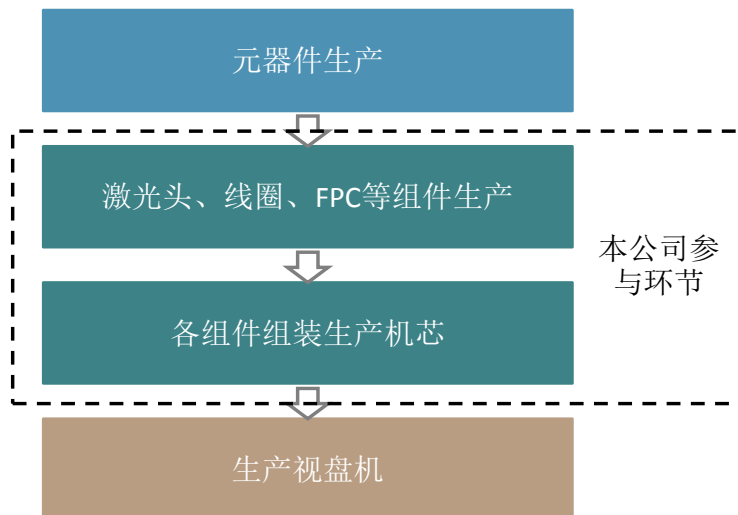 元器件生产
激光头、线圈、FPC等组件生产
本公司参
与环节
各组件组装生产机芯
生产视盘机